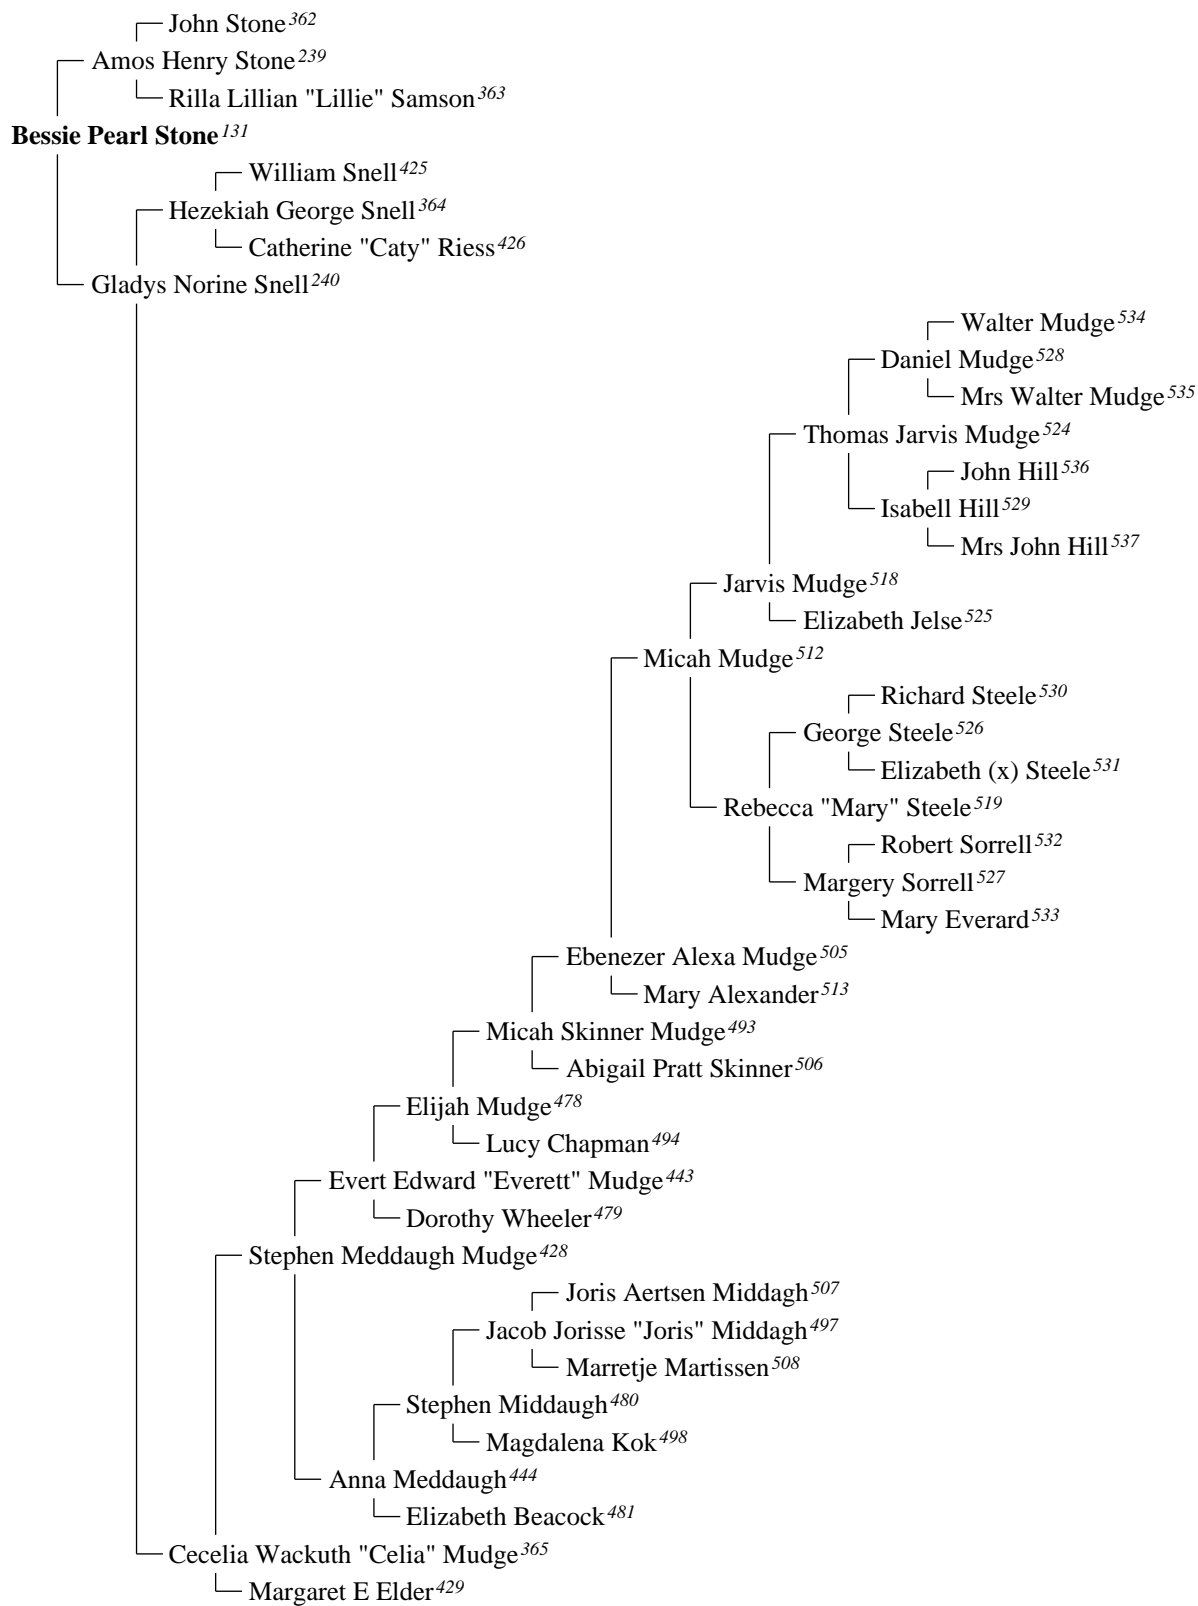 John Stone362
Amos Henry Stone239
Rilla Lillian "Lillie" Samson363
Bessie Pearl Stone131
William Snell425
Hezekiah George Snell364
Catherine "Caty" Riess426
Gladys Norine Snell240
Walter Mudge534
Daniel Mudge528
Mrs Walter Mudge535
Thomas Jarvis Mudge524
John Hill536
Isabell Hill529
Mrs John Hill537
Jarvis Mudge518
Elizabeth Jelse525
Micah Mudge512
Richard Steele530
George Steele526
Elizabeth (x) Steele531
Rebecca "Mary" Steele519
Robert Sorrell532
Margery Sorrell527
Mary Everard533
Ebenezer Alexa Mudge505
Mary Alexander513
Micah Skinner Mudge493
Abigail Pratt Skinner506
Elijah Mudge478
Lucy Chapman494
Evert Edward "Everett" Mudge443
Dorothy Wheeler479
Stephen Meddaugh Mudge428
Joris Aertsen Middagh507
Jacob Jorisse "Joris" Middagh497
Marretje Martissen508
Stephen Middaugh480
Magdalena Kok498
Anna Meddaugh444
Elizabeth Beacock481
Cecelia Wackuth "Celia" Mudge365
Margaret E Elder429